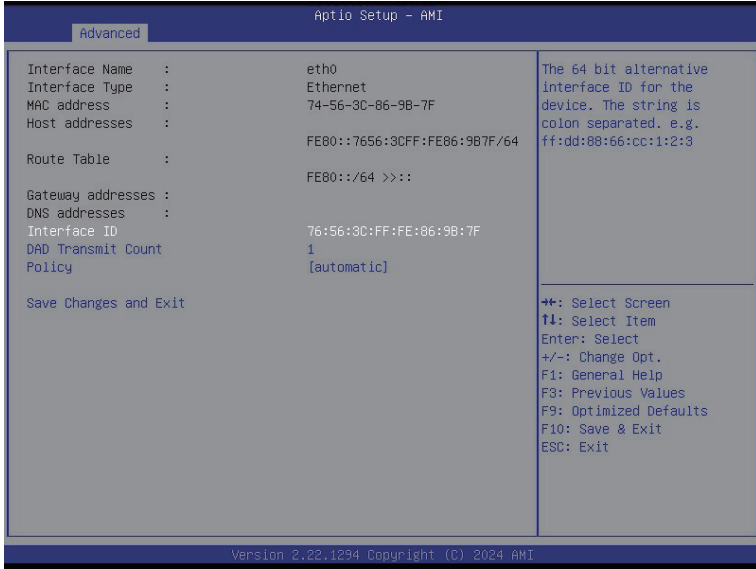 Aptio Setup – AMI
Advanced
Interface Name : eth0
Interface Type : Ethernet
MAC address : 74-56-3C-86-9B-7F
Host addresses :
FE80::7656:3CFF:FE86:9B7F/64
Route Table :
FE80::/64 >>::
Gateway addresses :
DNS addresses :
Interface ID 76:56:3C:FF:FE:86:9B:7F
DAD Transmit Count 1
Policy [automatic]
Save Changes and Exit
The 64 bit alternative
interface ID for the
device. The string is
colon separated. e.g.
ff:dd:88:66:cc:1:2:3
→←: Select Screen
↑↓: Select Item
Enter: Select
+/-: Change Opt.
F1: General Help
F3: Previous Values
F9: Optimized Defaults
F10: Save & Exit
ESC: Exit
Version 2.22.1294 Copyright (C) 2024 AMI